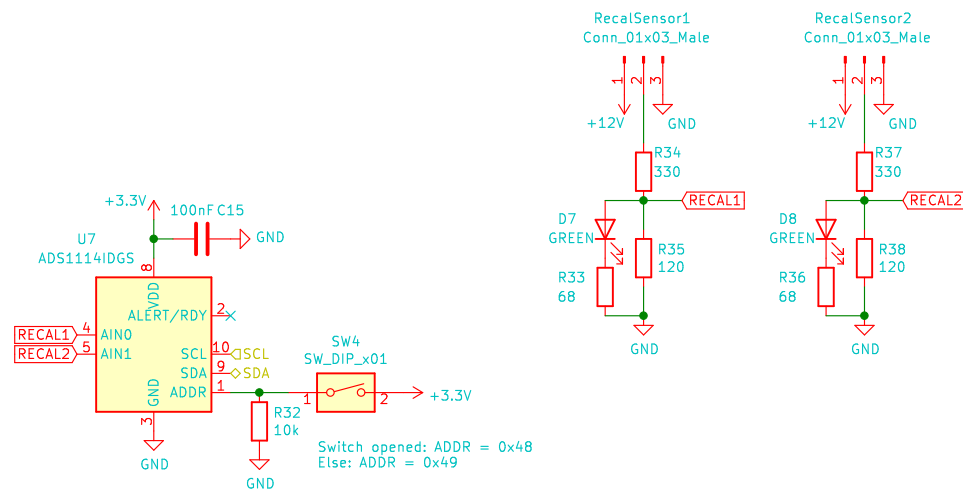 RecalSensor1
Conn_01x03_Male
1
2
3
+12V
GND
R34
330
RECAL1
D7
GREEN
R35
120
R33
68
GND
RecalSensor2
Conn_01x03_Male
1
2
3
+12V
GND
R37
330
RECAL2
D8
GREEN
R38
120
R36
68
GND
+3.3V
100nF C15
GND
U7
ADS1114IDGS
8
VDD
ALERT/RDY 2
RECAL1 4 AIN0
RECAL2 5 AIN1
SCL 10 SCL
SDA 9 SDA
ADDR 1
GND
3
GND
R32
10k
GND
SW4
SW_DIP_x01
1
2
+3.3V
Switch opened: ADDR = 0x48
Else: ADDR = 0x49